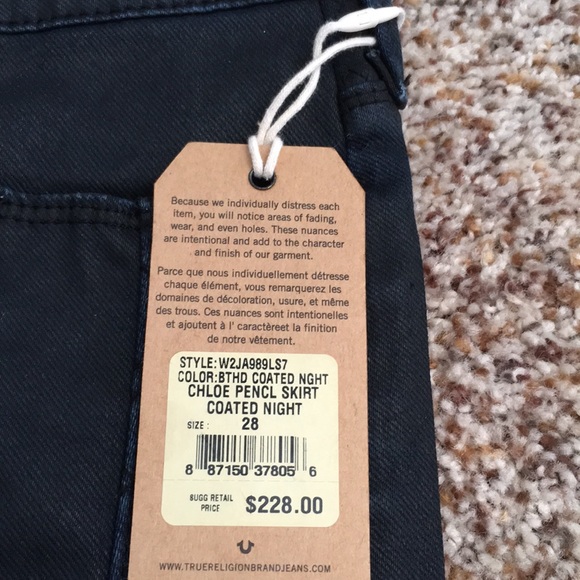 Because we individually distress each
item, you will notice areas of fading,
wear, and even holes. These nuances
are intentional and add to the character
and finish of our garment.
Parce que nous individuellement détresse
chaque élément, vous remarquerez les
domaines de décoloration, usure, et même
des trous. Ces nuances sont intentionelles
et ajoutent à l' caractèreet la finition
de notre vêtement.
STYLE:W2JA989LS7
COLOR:BTHD COATED NGHT
CHLOE PENCL SKIRT
COATED NIGHT
SIZE : 28
8 87150 37805 6
SUGG RETAIL
PRICE $228.00
WWW.TRUERELIGIONBRANDJEANS.COM